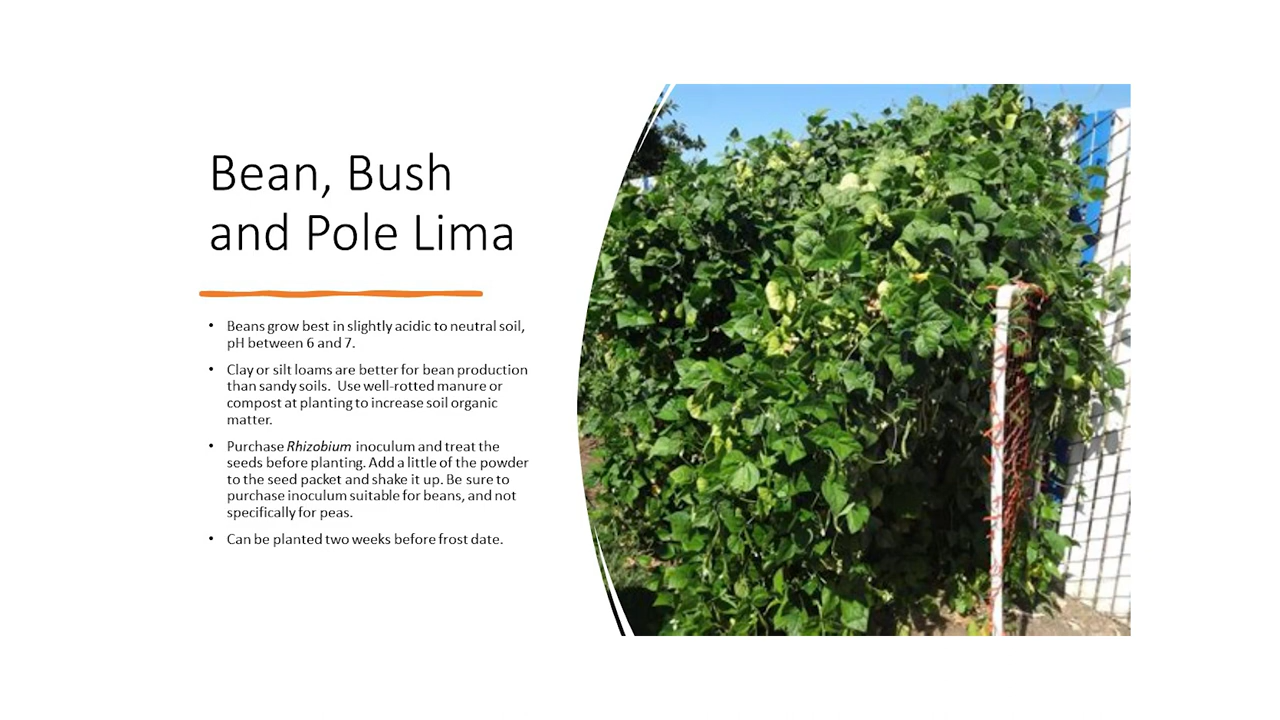 Bean, Bush
and Pole Lima
• Beans grow best in slightly acidic to neutral soil,
pH between 6 and 7.
• Clay or silt loams are better for bean production
than sandy soils.  Use well-rotted manure or
compost at planting to increase soil organic
matter.
• Purchase Rhizobium inoculum and treat the
seeds before planting. Add a little of the powder
to the seed packet and shake it up. Be sure to
purchase inoculum suitable for beans, and not
specifically for peas.
• Can be planted two weeks before frost date.